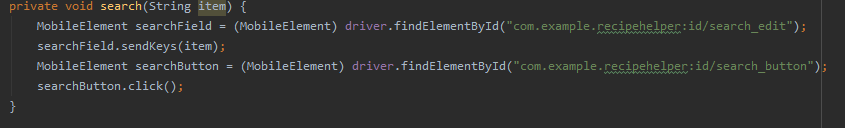 private void search(String item) {
MobileElement searchField = (MobileElement) driver.findElementById("com.example.recipehelper:id/search_edit");
searchField.sendKeys(item);
MobileElement searchButton = (MobileElement) driver.findElementById("com.example.recipehelper:id/search_button");
searchButton.click();
}